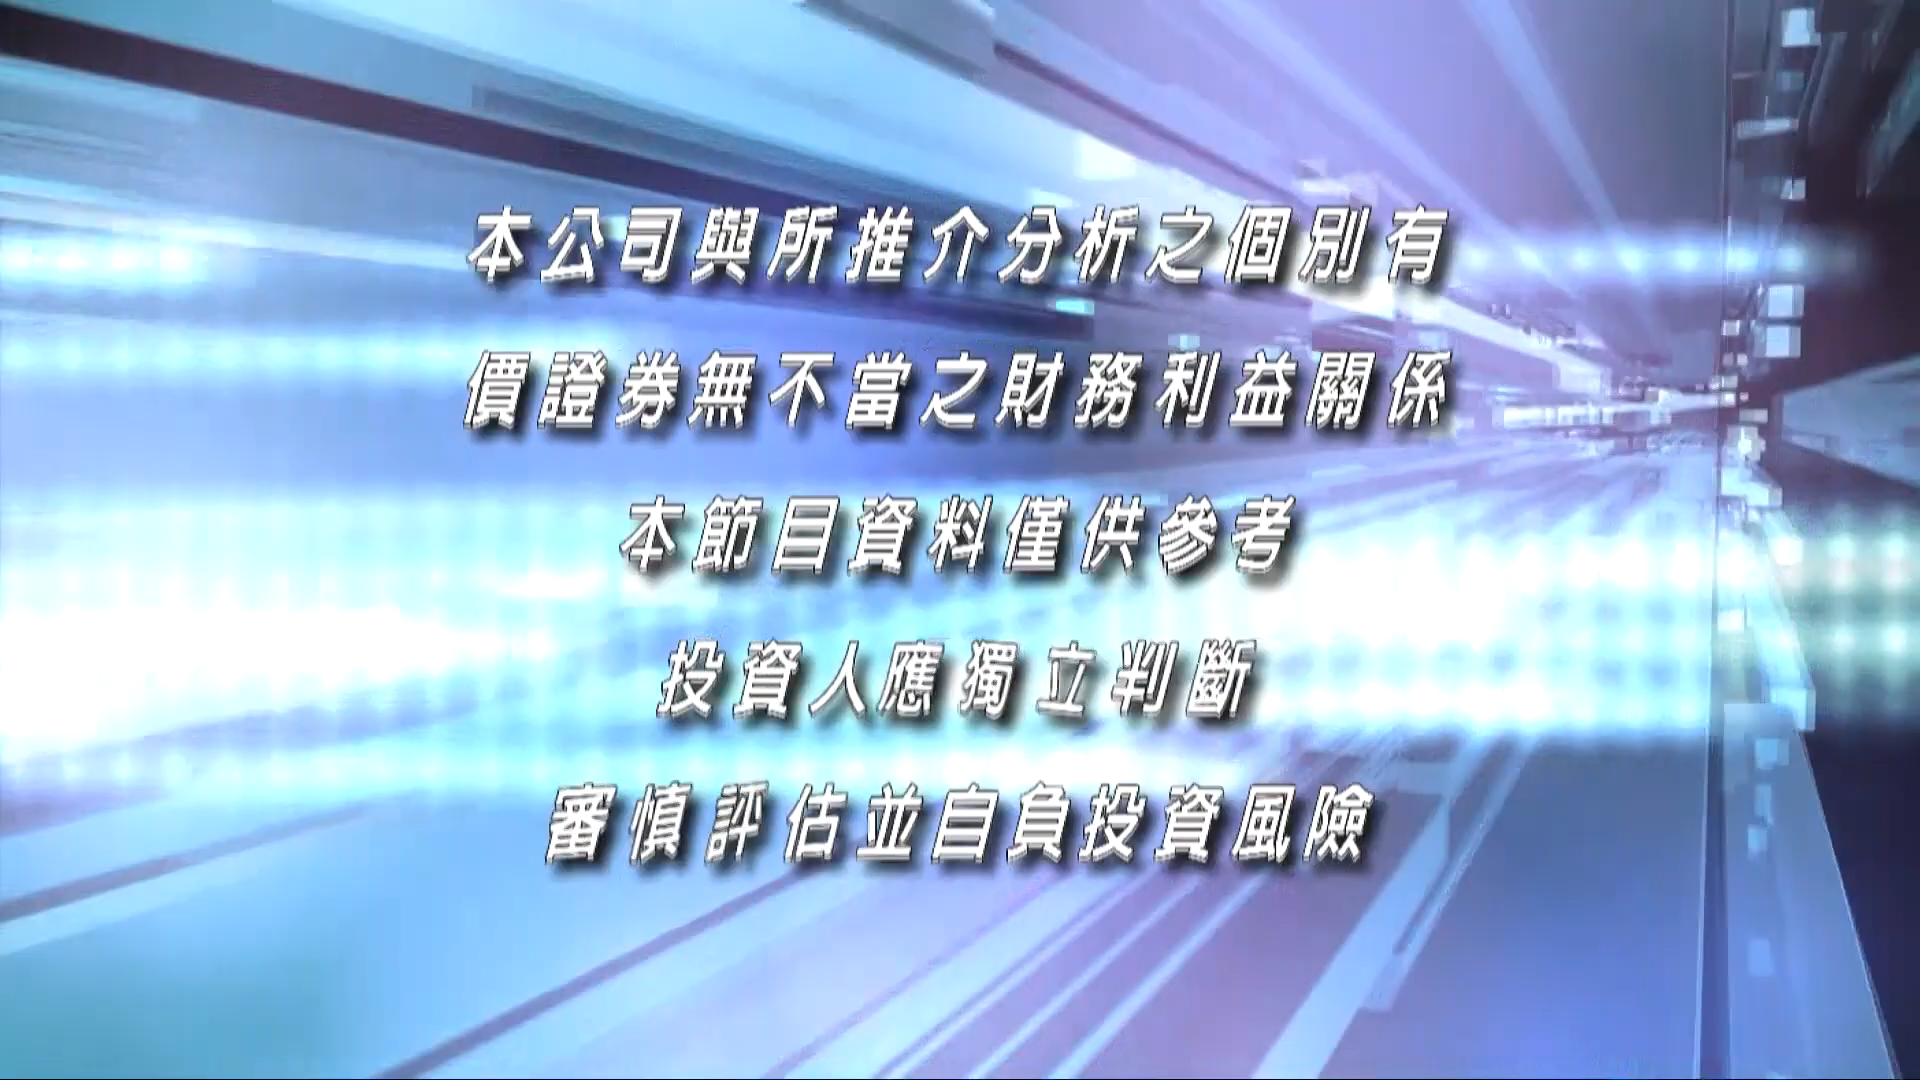 本公司與所推介分析之個別有
價證券無不當之財務利益關係
本節目資料僅供參考
投資人應獨立判斷
審慎評估並自負投資風險